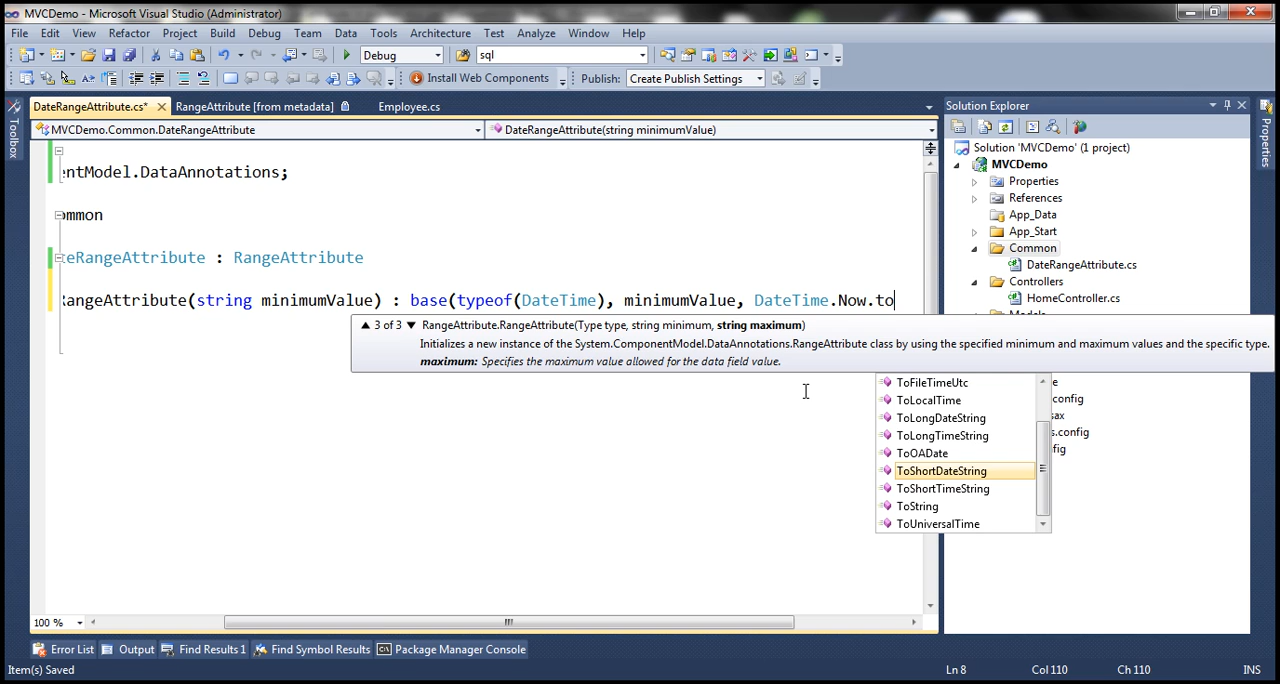 MVCDemo - Microsoft Visual Studio (Administrator)
File Edit View Refactor Project Build Debug Team Data Tools Architecture Test Analyze Window Help
Debug sql
Install Web Components Publish: Create Publish Settings
DateRangeAttribute.cs* RangeAttribute [from metadata] Employee.cs
MVCDemo.Common.DateRangeAttribute DateRangeAttribute(string minimumValue)
entModel.DataAnnotations;
ommon
teRangeAttribute : RangeAttribute
RangeAttribute(string minimumValue) : base(typeof(DateTime), minimumValue, DateTime.Now.to
3 of 3 RangeAttribute.RangeAttribute(Type type, string minimum, string maximum)
Initializes a new instance of the System.ComponentModel.DataAnnotations.RangeAttribute class by using the specified minimum and maximum values and the specific type.
maximum: Specifies the maximum value allowed for the data field value.
ToFileTimeUtc
ToLocalTime
ToLongDateString
ToLongTimeString
ToOADate
ToShortDateString
ToShortTimeString
ToString
ToUniversalTime
Toolbox
Solution Explorer
Solution 'MVCDemo' (1 project)
MVCDemo
Properties
References
App_Data
App_Start
Common
DateRangeAttribute.cs
Controllers
HomeController.cs
e
config
sax
s.config
fig
Properties
100 %
Error List Output Find Results 1 Find Symbol Results Package Manager Console
Item(s) Saved Ln 8 Col 110 Ch 110 INS